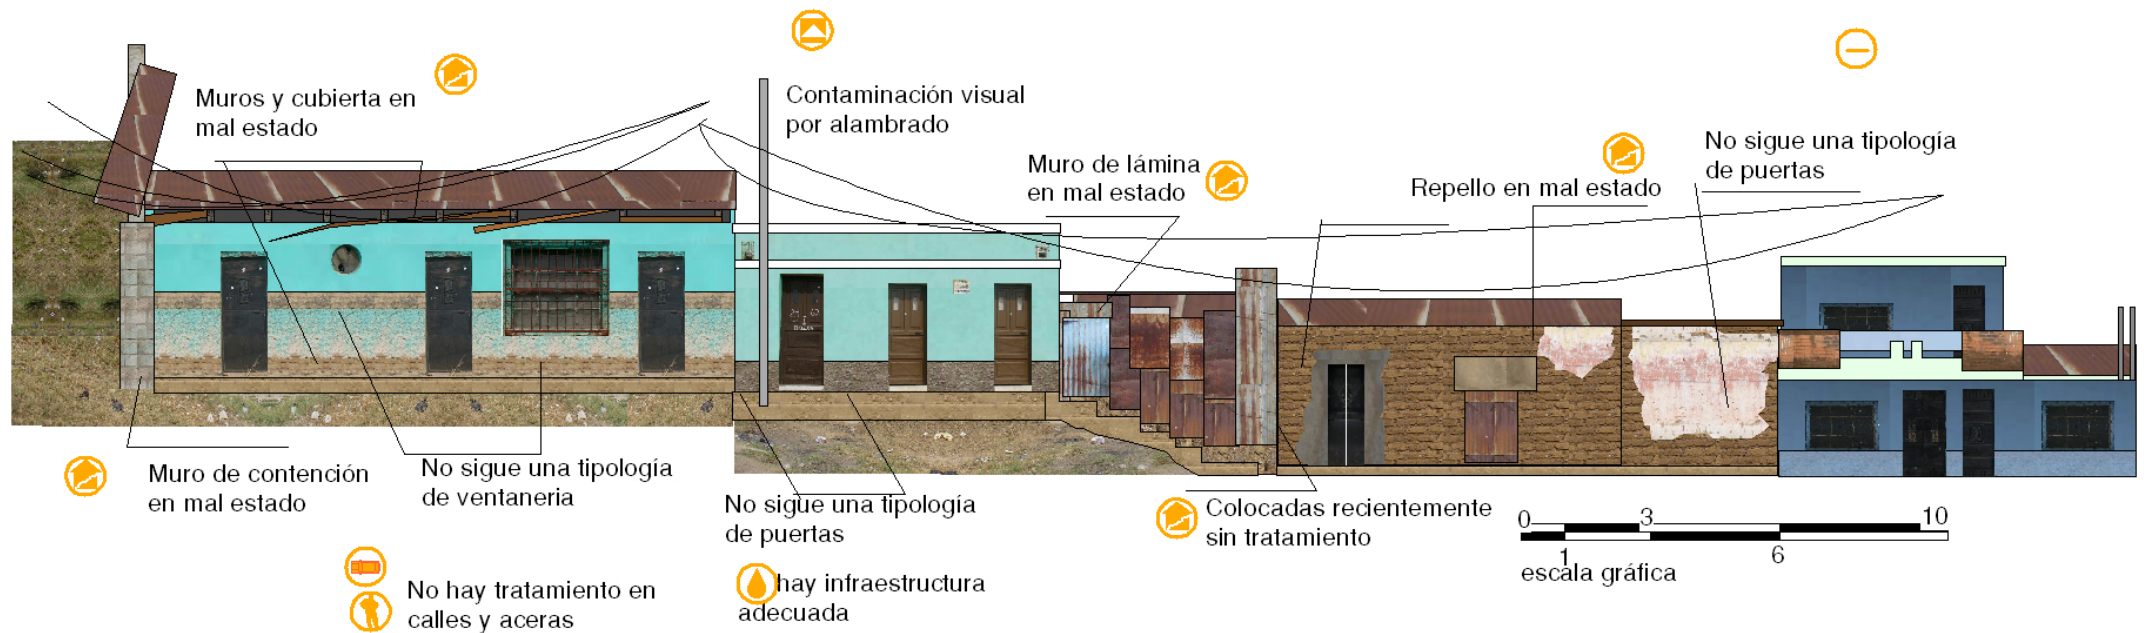 Muros y cubierta en
mal estado
Contaminación visual
por alambrado
Muro de lámina
en mal estado
Repello en mal estado
No sigue una tipología
de puertas
Muro de contención
en mal estado
No sigue una tipología
de ventaneria
No sigue una tipología
de puertas
Colocadas recientemente
sin tratamiento
0 3 10
1 6
escala gráfica
No hay tratamiento en
calles y aceras
hay infraestructura
adecuada